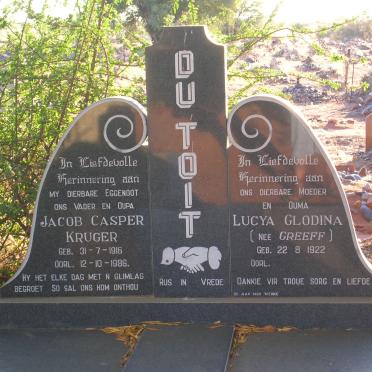 In Liefdevolle
Herinnering aan
my dierbare Eggenoot
ons Vader en Oupa
Jacob Casper
Kruger
Geb. 31-7-1916
Oorl. 12-10-1986.
Hy het elke dag met 'n glimlag
begroet So sal ons hom onthou
DU TOIT
Rus in Vrede
In Liefdevolle
Herinnering aan
ons dierbare Moeder
en Ouma
Lucya Glodina
(nee Greeff)
Geb. 22 8 1922
Oorl.
Dankie vir troue sorg en liefde